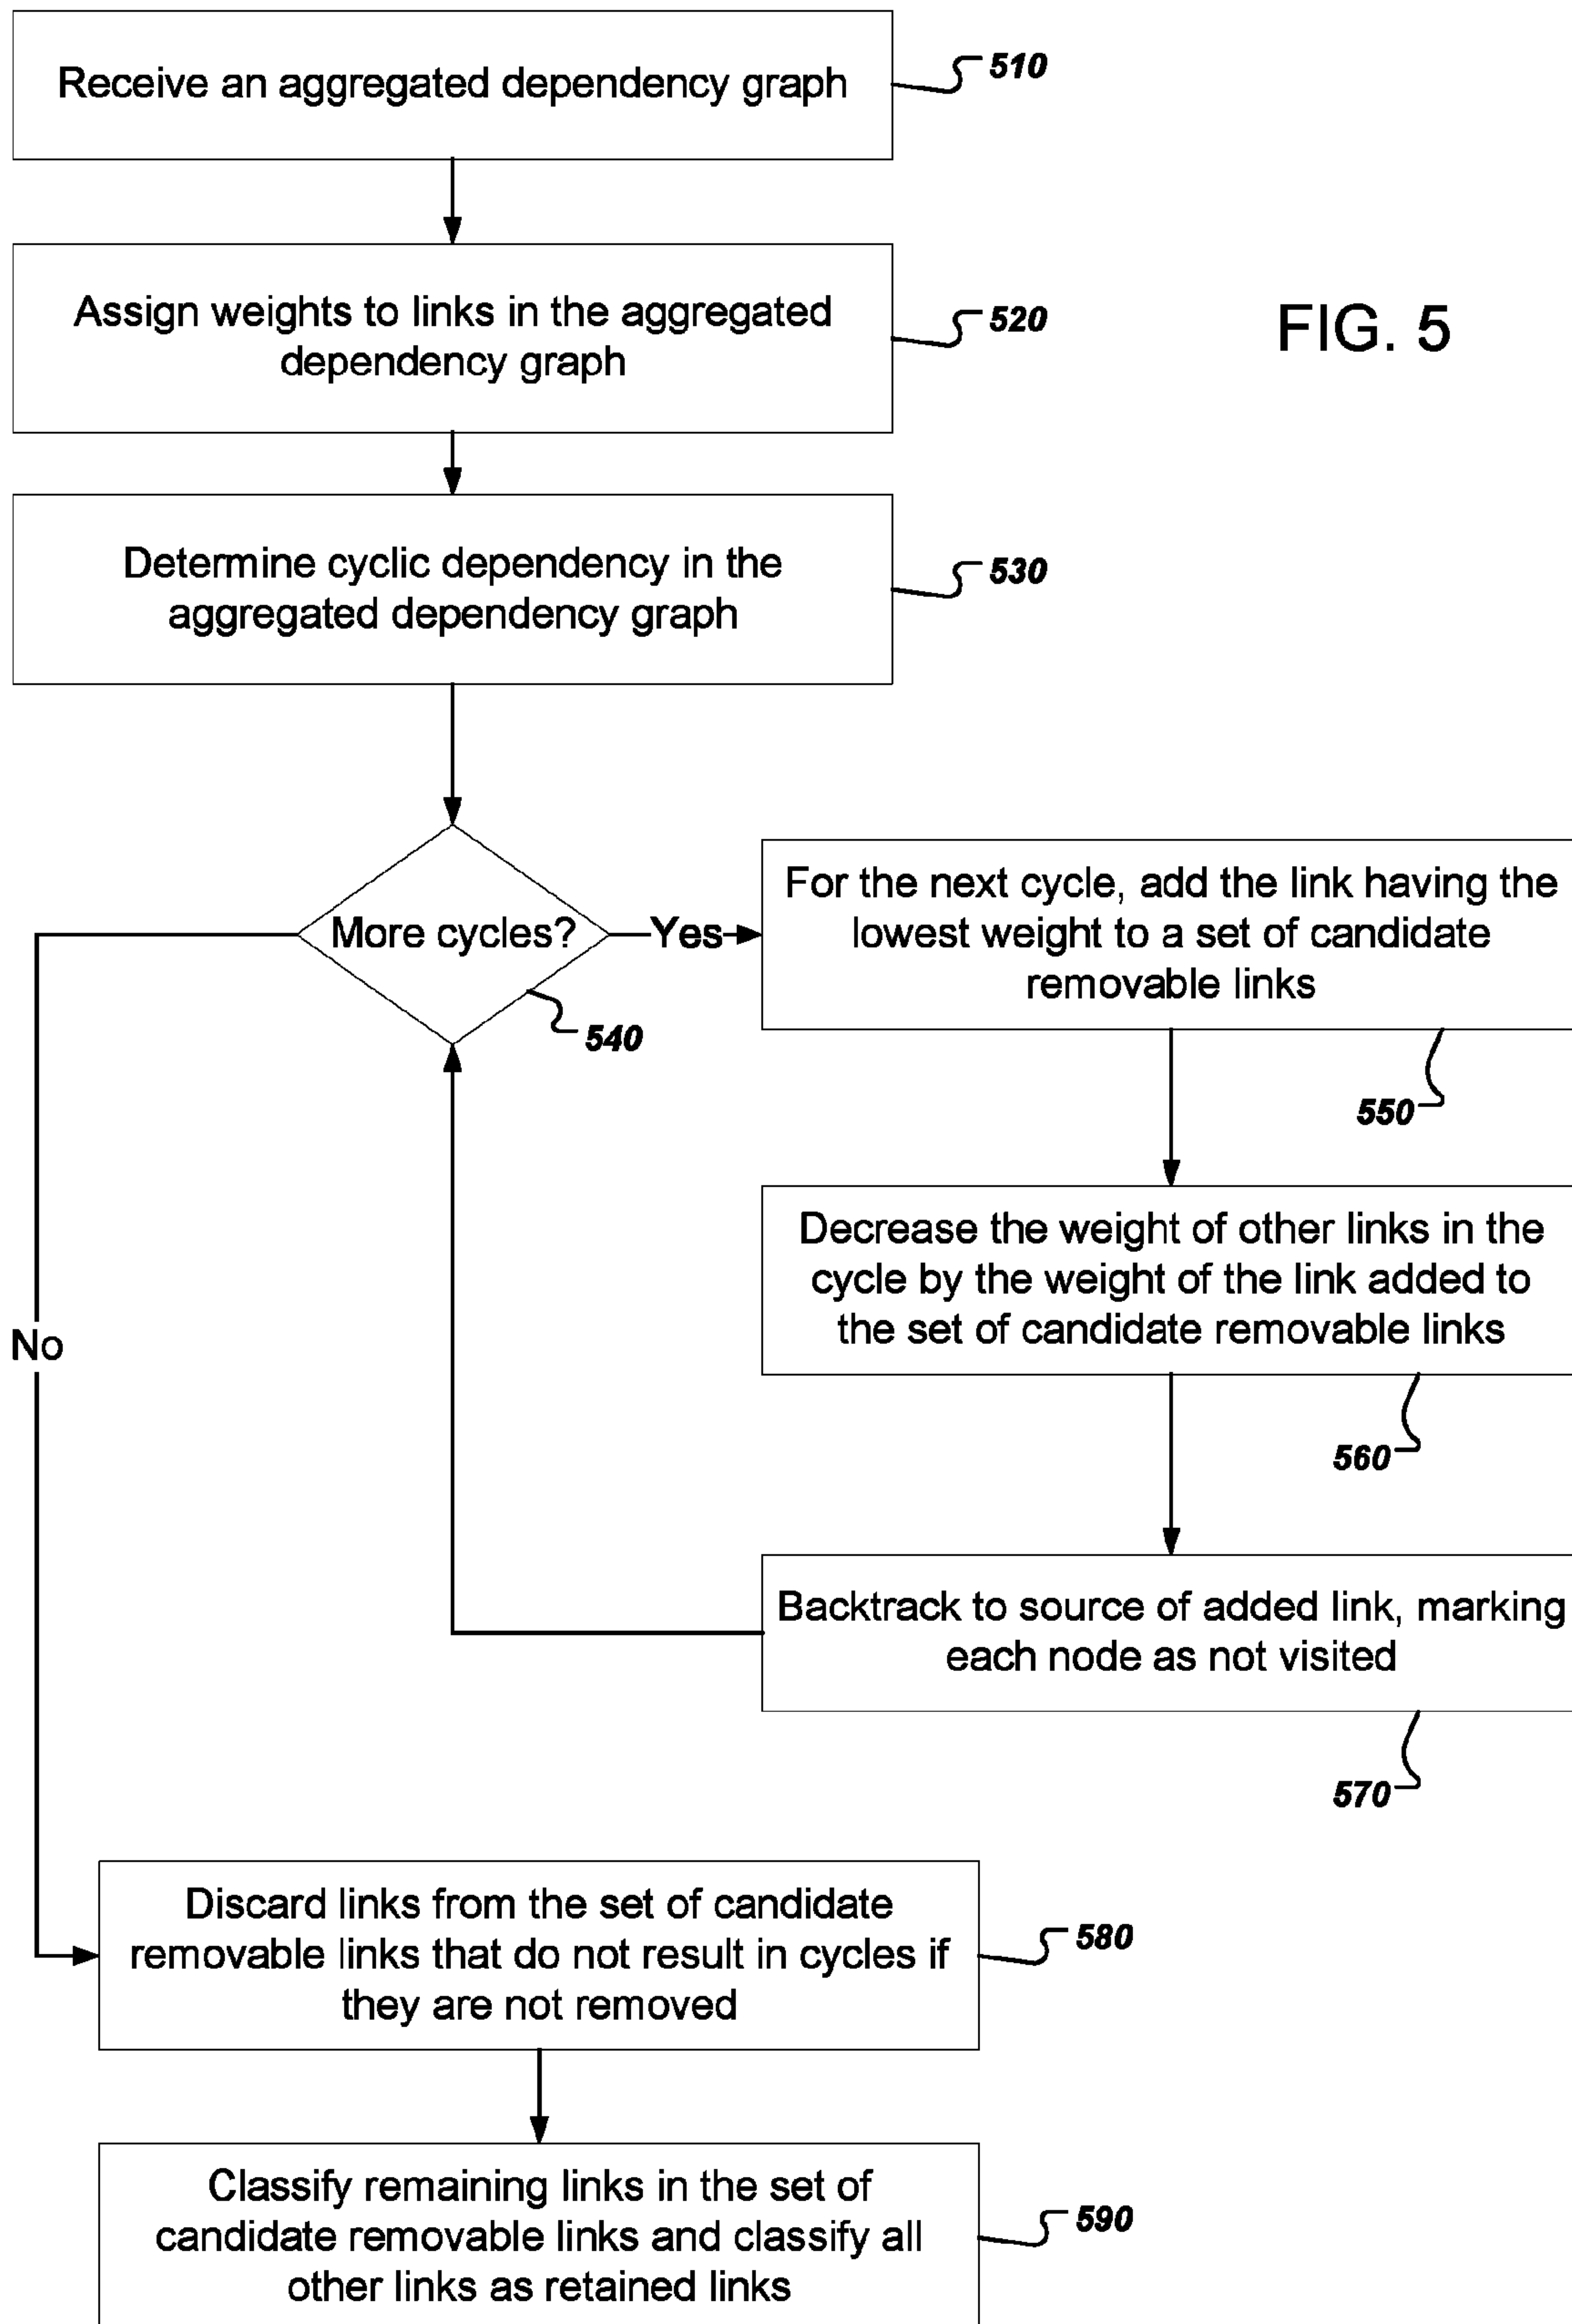 Receive an aggregated dependency graph
510
Assign weights to links in the aggregated
dependency graph
520
FIG. 5
Determine cyclic dependency in the
aggregated dependency graph
530
More cycles?
Yes
540
For the next cycle, add the link having the
lowest weight to a set of candidate
removable links
550
Decrease the weight of other links in the
cycle by the weight of the link added to
the set of candidate removable links
560
No
Backtrack to source of added link, marking
each node as not visited
570
Discard links from the set of candidate
removable links that do not result in cycles if
they are not removed
580
Classify remaining links in the set of
candidate removable links and classify all
other links as retained links
590